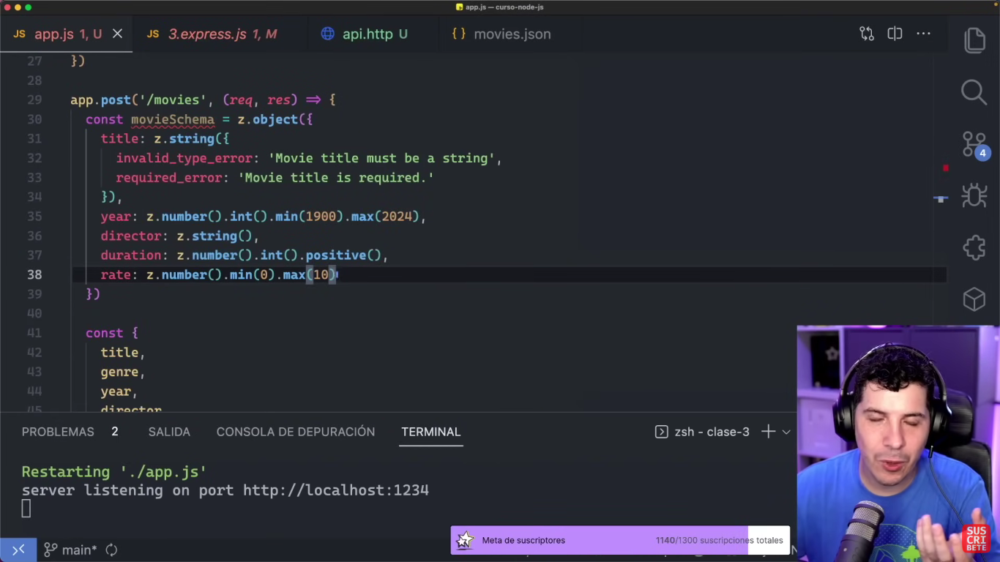 app.js — curso-node-js
JS app.js 1, U
JS 3.express.js 1, M
api.http U
{ } movies.json
27 })
28
29 app.post('/movies', (req, res) => {
30 const movieSchema = z.object({
31 title: z.string({
32 invalid_type_error: 'Movie title must be a string',
33 required_error: 'Movie title is required.'
34 }),
35 year: z.number().int().min(1900).max(2024),
36 director: z.string(),
37 duration: z.number().int().positive(),
38 rate: z.number().min(0).max(10)
39 })
40
41 const {
42 title,
43 genre,
44 year,
45 director
4
PROBLEMAS 2 SALIDA CONSOLA DE DEPURACIÓN TERMINAL
zsh - clase-3
Restarting './app.js'
server listening on port http://localhost:1234
Meta de suscriptores 1140/1300 suscripciones totales
main*
SUS
CRI
BETE